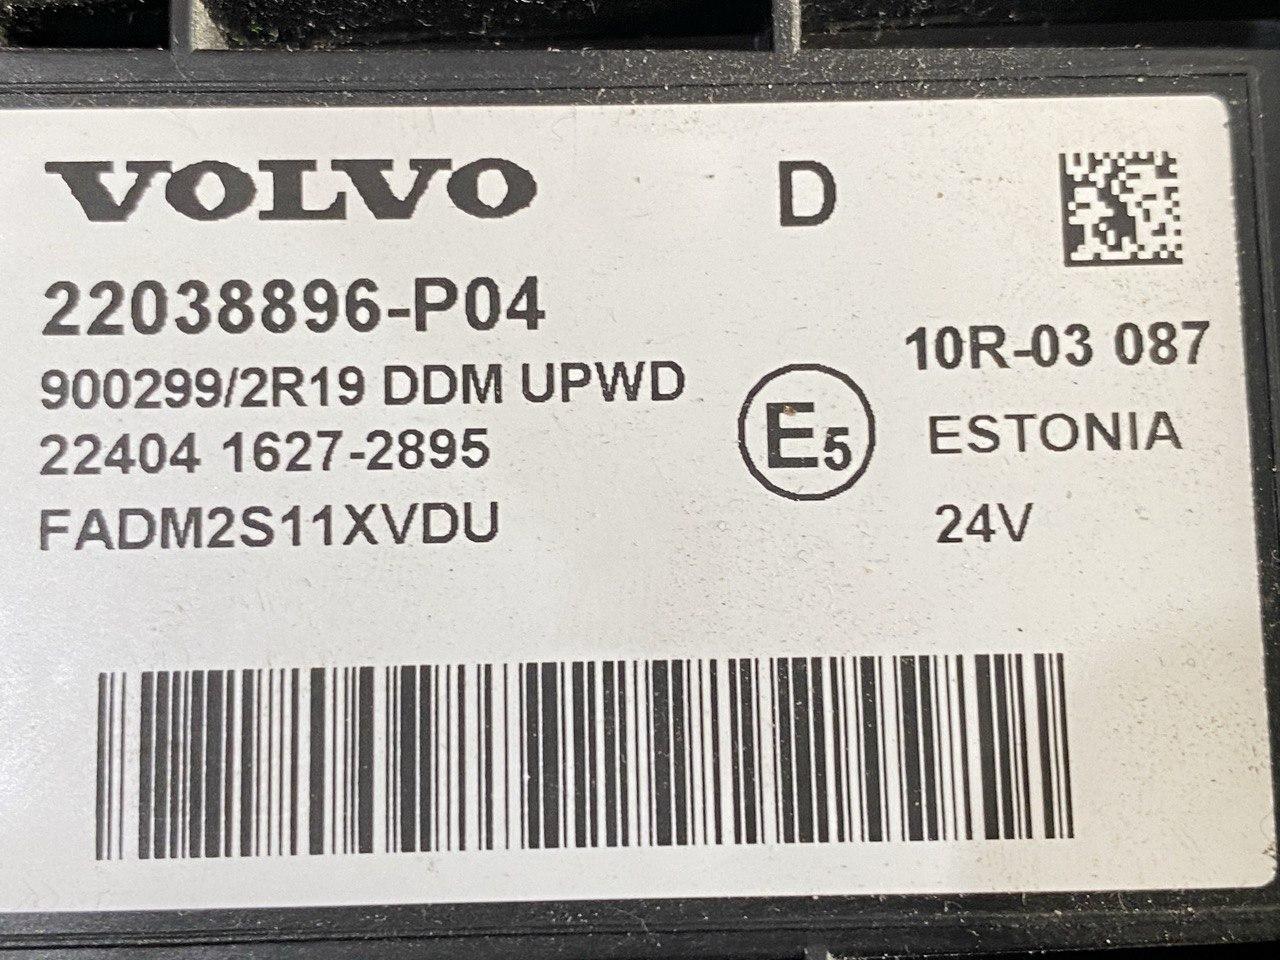 VOLVO D
22038896-P04
10R-03 087
900299/2R19 DDM UPWD
E5 ESTONIA
22404 1627-2895
FADM2S11XVDU 24V